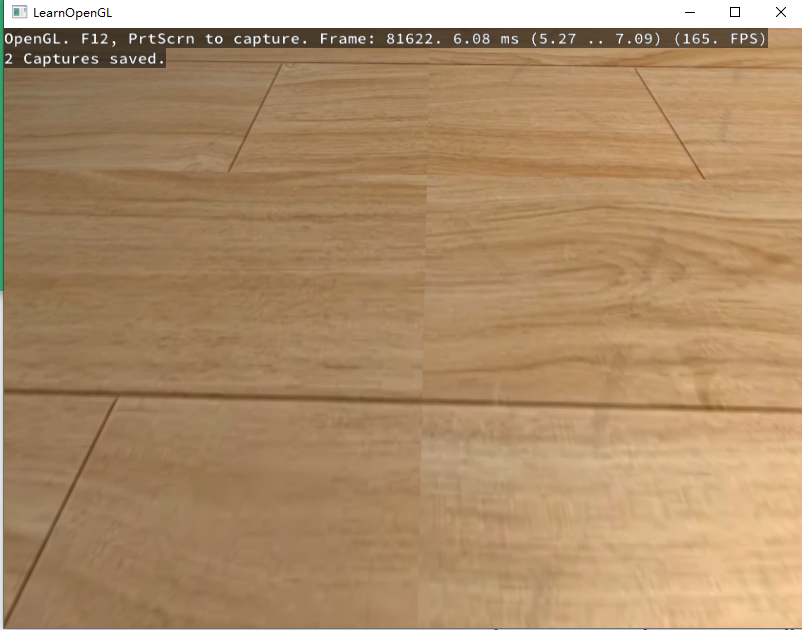 LearnOpenGL
OpenGL. F12, PrtScrn to capture. Frame: 81622. 6.08 ms (5.27 .. 7.09) (165. FPS)
2 Captures saved.